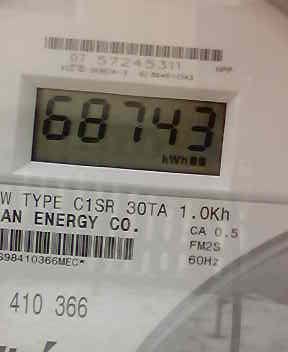 07 57245311
68743
kWh
W TYPE C1SR 30TA 1.0Kh
AN ENERGY CO.
CA 0.5
FM2S
S98410366MEC*
60Hz
410 366